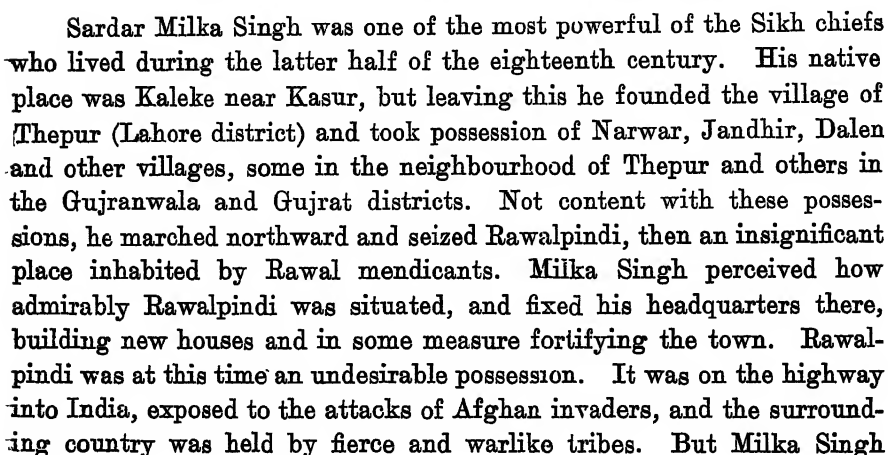 Sardar Milka Singh was one of the most powerful of the Sikh chiefs
who lived during the latter half of the eighteenth century. His native
place was Kaleke near Kasur, but leaving this he founded the village of
Thepur (Lahore district) and took possession of Narwar, Jandhir, Dalen
and other villages, some in the neighbourhood of Thepur and others in
the Gujranwala and Gujrat districts. Not content with these posses-
sions, he marched northward and seized Rawalpindi, then an insignificant
place inhabited by Rawal mendicants. Milka Singh perceived how
admirably Rawalpindi was situated, and fixed his headquarters there,
building new houses and in some measure fortifying the town. Rawal-
pindi was at this time an undesirable possession. It was on the highway
into India, exposed to the attacks of Afghan invaders, and the surround-
ing country was held by fierce and warlike tribes. But Milka Singh